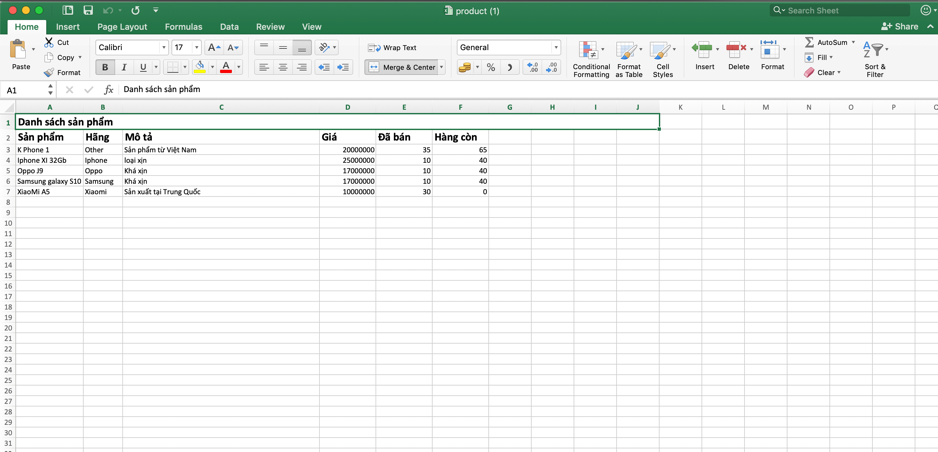 product (1)
Search Sheet
Home Insert Page Layout Formulas Data Review View
Share
Paste
Cut
Copy
Format
Calibri 17 A A
B I U A
Wrap Text
Merge & Center
General
% .00 .0
Conditional Formatting
Format as Table
Cell Styles
Insert Delete Format
AutoSum
Fill
Clear
Sort & Filter
A1 fx Danh sách sản phẩm
A B C D E F G H I J K L M N O P
1 Danh sách sản phẩm
2 Sản phẩm Hãng Mô tả Giá Đã bán Hàng còn
3 K Phone 1 Other Sản phẩm từ Việt Nam 20000000 35 65
4 Iphone XI 32Gb Iphone loại xịn 25000000 10 40
5 Oppo J9 Oppo Khá xịn 17000000 10 40
6 Samsung galaxy S10 Samsung Khá xịn 17000000 10 40
7 XiaoMi A5 Xiaomi Sản xuất tại Trung Quốc 10000000 30 0
8
9
10
11
12
13
14
15
16
17
18
19
20
21
22
23
24
25
26
27
28
29
30
31